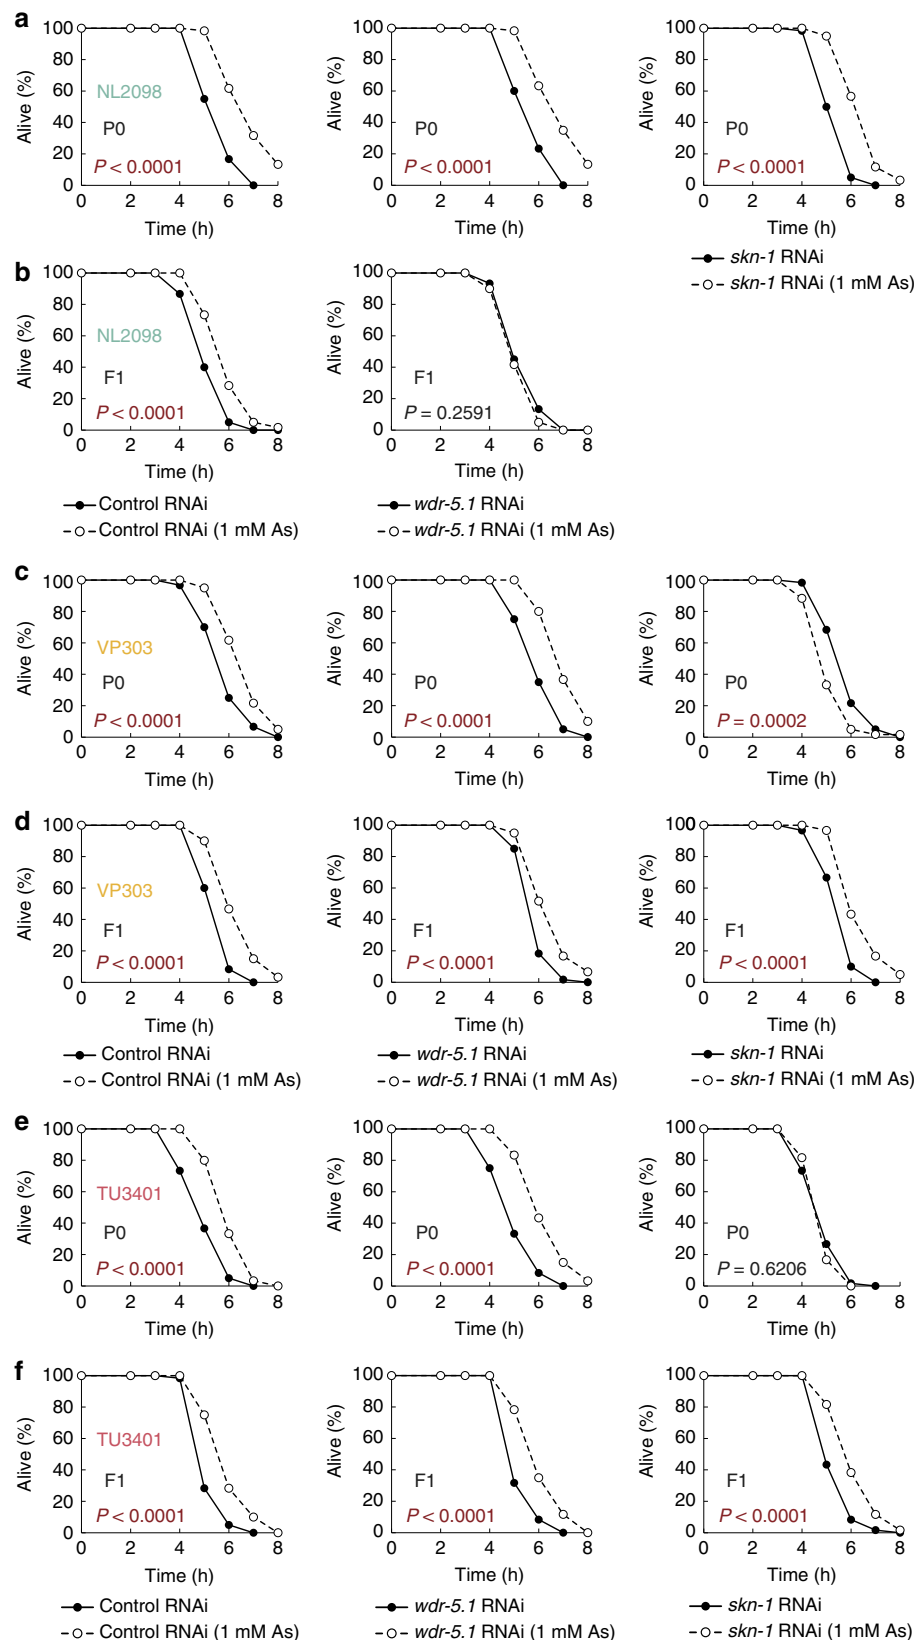 a
Alive (%)
100
80
60
40
20
0
NL2098
P0
P < 0.0001
0 2 4 6 8
Time (h)
Alive (%)
100
80
60
40
20
0
P0
P < 0.0001
0 2 4 6 8
Time (h)
Alive (%)
100
80
60
40
20
0
P0
P < 0.0001
0 2 4 6 8
Time (h)
skn-1 RNAi
skn-1 RNAi (1 mM As)
b
Alive (%)
100
80
60
40
20
0
NL2098
F1
P < 0.0001
0 2 4 6 8
Time (h)
Control RNAi
Control RNAi (1 mM As)
Alive (%)
100
80
60
40
20
0
F1
P = 0.2591
0 2 4 6 8
Time (h)
wdr-5.1 RNAi
wdr-5.1 RNAi (1 mM As)
c
Alive (%)
100
80
60
40
20
0
VP303
P0
P < 0.0001
0 2 4 6 8
Time (h)
Alive (%)
100
80
60
40
20
0
P0
P < 0.0001
0 2 4 6 8
Time (h)
Alive (%)
100
80
60
40
20
0
P0
P = 0.0002
0 2 4 6 8
Time (h)
d
Alive (%)
100
80
60
40
20
0
VP303
F1
P < 0.0001
0 2 4 6 8
Time (h)
Control RNAi
Control RNAi (1 mM As)
Alive (%)
100
80
60
40
20
0
F1
P < 0.0001
0 2 4 6 8
Time (h)
wdr-5.1 RNAi
wdr-5.1 RNAi (1 mM As)
Alive (%)
100
80
60
40
20
0
F1
P < 0.0001
0 2 4 6 8
Time (h)
skn-1 RNAi
skn-1 RNAi (1 mM As)
e
Alive (%)
100
80
60
40
20
0
TU3401
P0
P < 0.0001
0 2 4 6 8
Time (h)
Alive (%)
100
80
60
40
20
0
P0
P < 0.0001
0 2 4 6 8
Time (h)
Alive (%)
100
80
60
40
20
0
P0
P = 0.6206
0 2 4 6 8
Time (h)
f
Alive (%)
100
80
60
40
20
0
TU3401
F1
P < 0.0001
0 2 4 6 8
Time (h)
Control RNAi
Control RNAi (1 mM As)
Alive (%)
100
80
60
40
20
0
F1
P < 0.0001
0 2 4 6 8
Time (h)
wdr-5.1 RNAi
wdr-5.1 RNAi (1 mM As)
Alive (%)
100
80
60
40
20
0
F1
P < 0.0001
0 2 4 6 8
Time (h)
skn-1 RNAi
skn-1 RNAi (1 mM As)